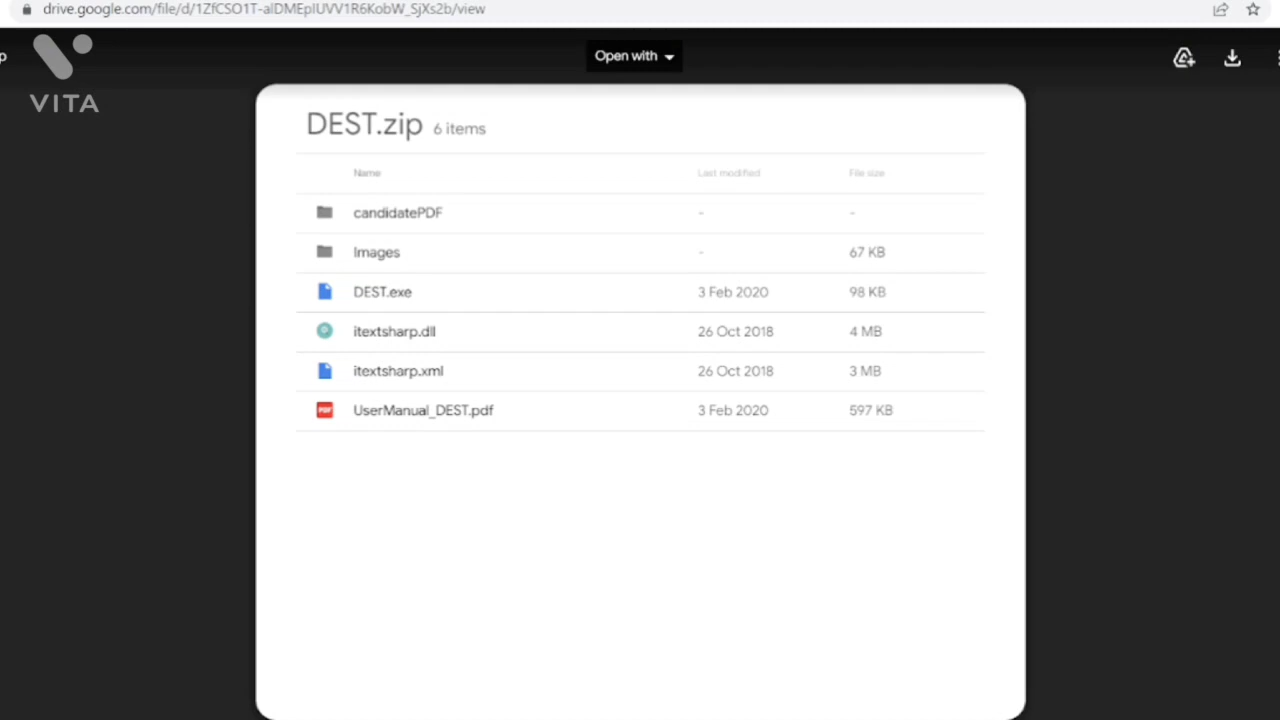 drive.google.com/file/d/1ZfCSO1T-alDMEpIUVV1R6KobW_SjXs2b/view
p
Open with
VITA
DEST.zip 6 items
Name Last modified File size
candidatePDF - -
Images - 67 KB
DEST.exe 3 Feb 2020 98 KB
itextsharp.dll 26 Oct 2018 4 MB
itextsharp.xml 26 Oct 2018 3 MB
PDF UserManual_DEST.pdf 3 Feb 2020 597 KB